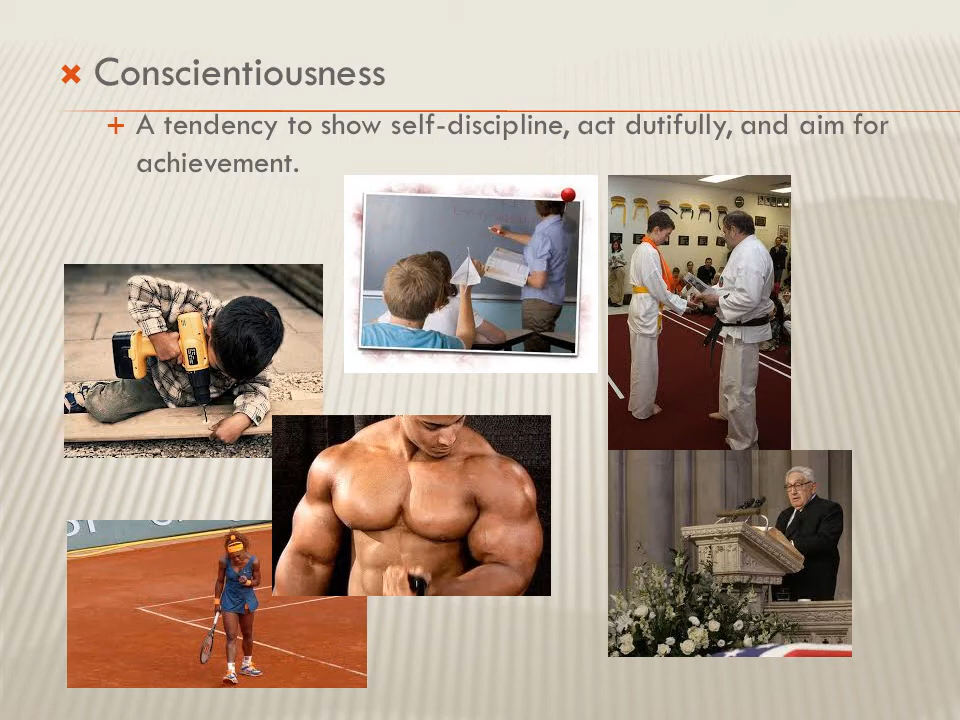 Conscientiousness
A tendency to show self-discipline, act dutifully, and aim for
achievement.